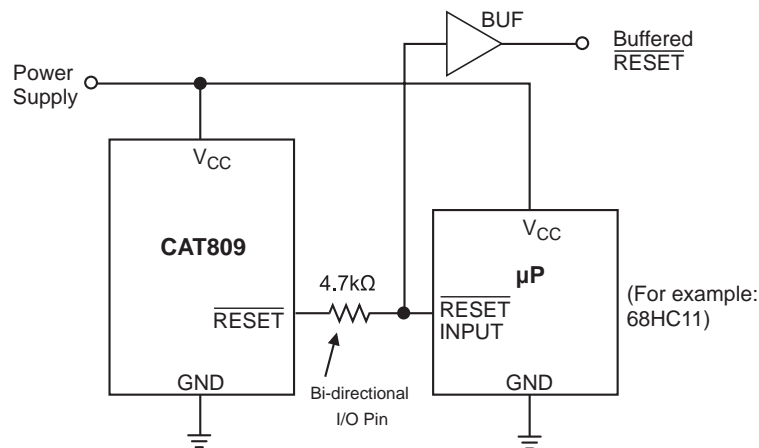 BUF
Buffered
RESET
Power
Supply
VCC
CAT809
VCC
µP
4.7kΩ
RESET
RESET
INPUT
(For example:
68HC11)
GND
Bi-directional
I/O Pin
GND